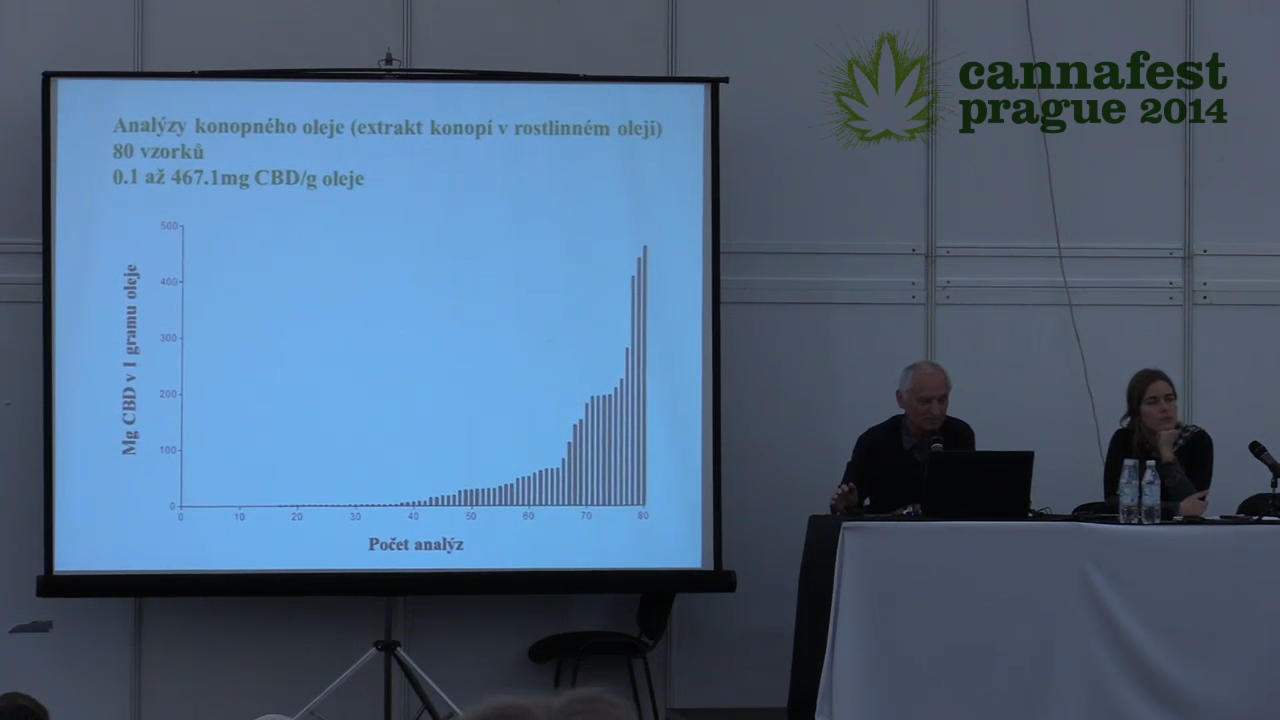 cannafest
prague 2014
Analýzy konopného oleje (extrakt konopí v rostlinném oleji)
80 vzorků
0.1 až 467.1mg CBD/g oleje
Mg CBD v 1 gramu oleje
500
400
300
200
100
0
0 10 20 30 40 50 60 70 80
Počet analýz